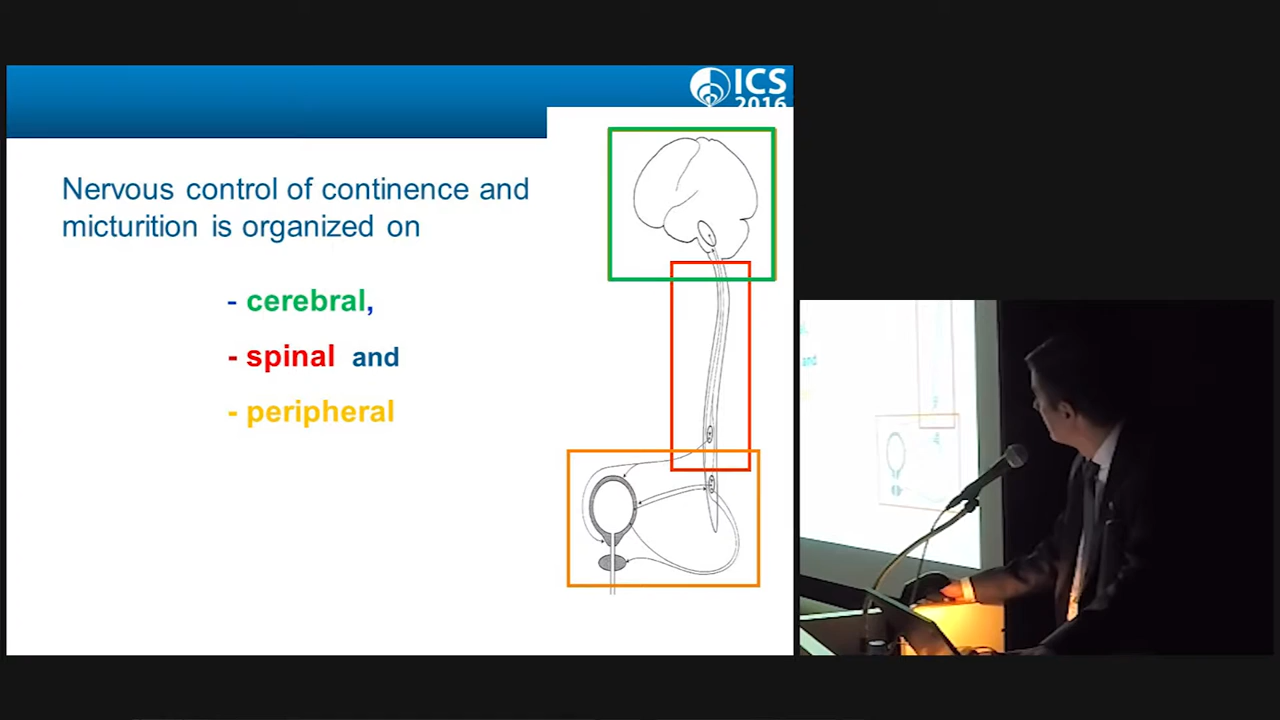 ICS
2016
Nervous control of continence and
micturition is organized on
- cerebral,
- spinal and
- peripheral